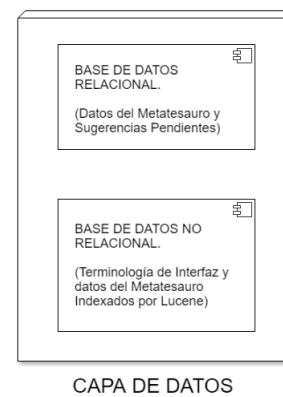 BASE DE DATOS
RELACIONAL.
(Datos del Metatesauro y
Sugerencias Pendientes)
BASE DE DATOS NO
RELACIONAL.
(Terminología de Interfaz y
datos del Metatesauro
Indexados por Lucene)
CAPA DE DATOS